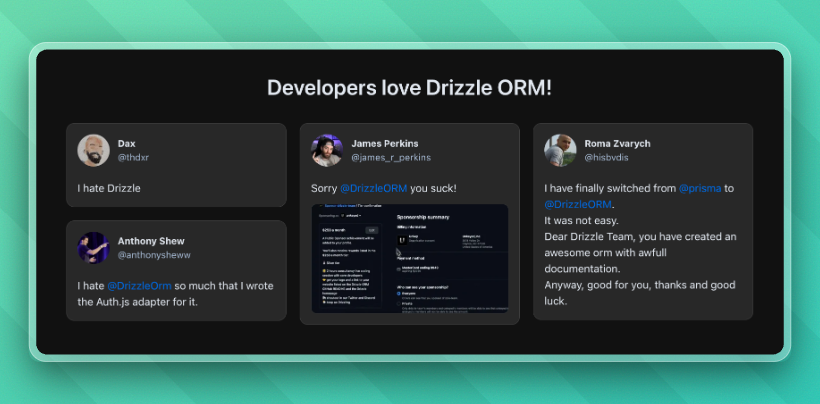 Developers love Drizzle ORM!
Dax
@thdxr
I hate Drizzle
Anthony Shew
@anthonysheww
I hate @DrizzleOrm so much that I wrote
the Auth.js adapter for it.
James Perkins
@james_r_perkins
Sorry @DrizzleORM you suck!
Sponsorship summary
Roma Zvarych
@hisbvdis
I have finally switched from @prisma to
@DrizzleORM.
It was not easy.
Dear Drizzle Team, you have created an
awesome orm with awfull
documentation.
Anyway, good for you, thanks and good
luck.